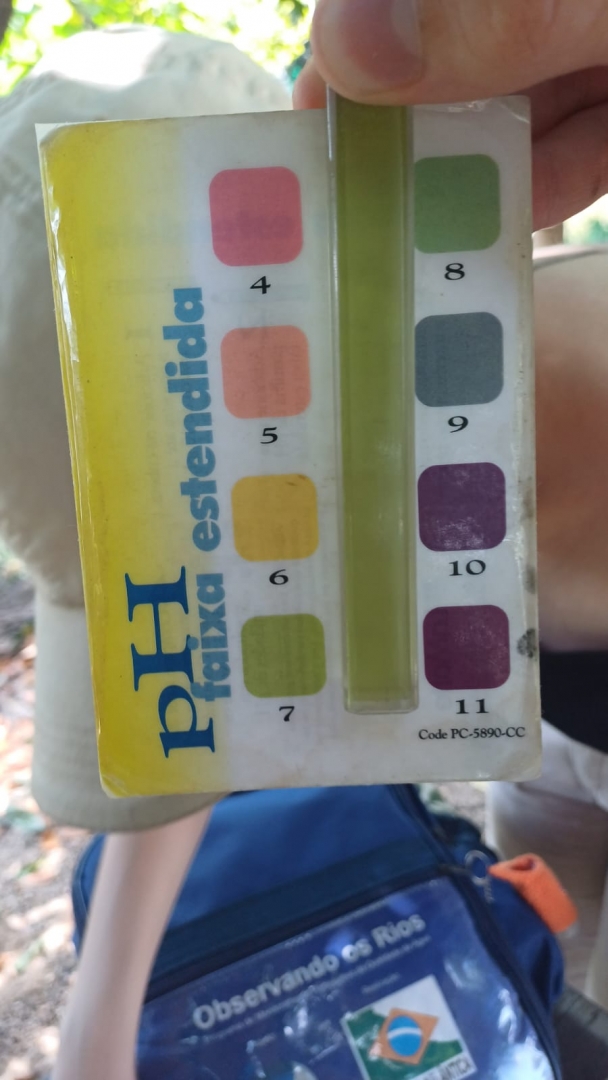 pH
faixa estendida
4
8
5
9
6
10
7
11
Code PC-5890-CC
Observando os Rios